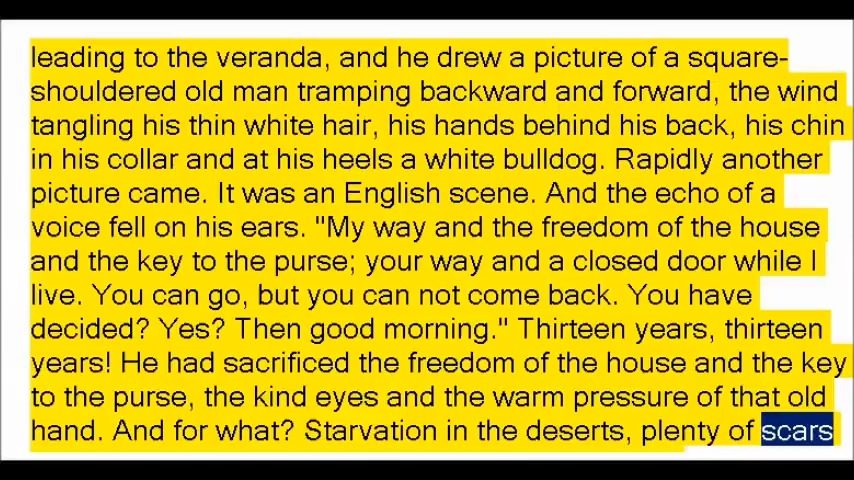 leading to the veranda, and he drew a picture of a square-
shouldered old man tramping backward and forward, the wind
tangling his thin white hair, his hands behind his back, his chin
in his collar and at his heels a white bulldog. Rapidly another
picture came. It was an English scene. And the echo of a
voice fell on his ears. "My way and the freedom of the house
and the key to the purse; your way and a closed door while I
live. You can go, but you can not come back. You have
decided? Yes? Then good morning." Thirteen years, thirteen
years! He had sacrificed the freedom of the house and the key
to the purse, the kind eyes and the warm pressure of that old
hand. And for what? Starvation in the deserts, plenty of scars